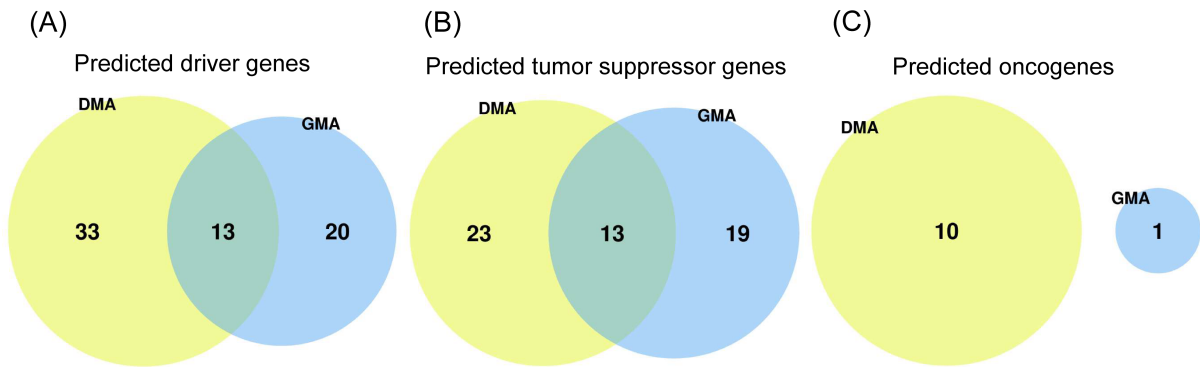 (A)
Predicted driver genes
DMA
GMA
33
13
20
(B)
Predicted tumor suppressor genes
DMA
GMA
23
13
19
(C)
Predicted oncogenes
DMA
GMA
10
1